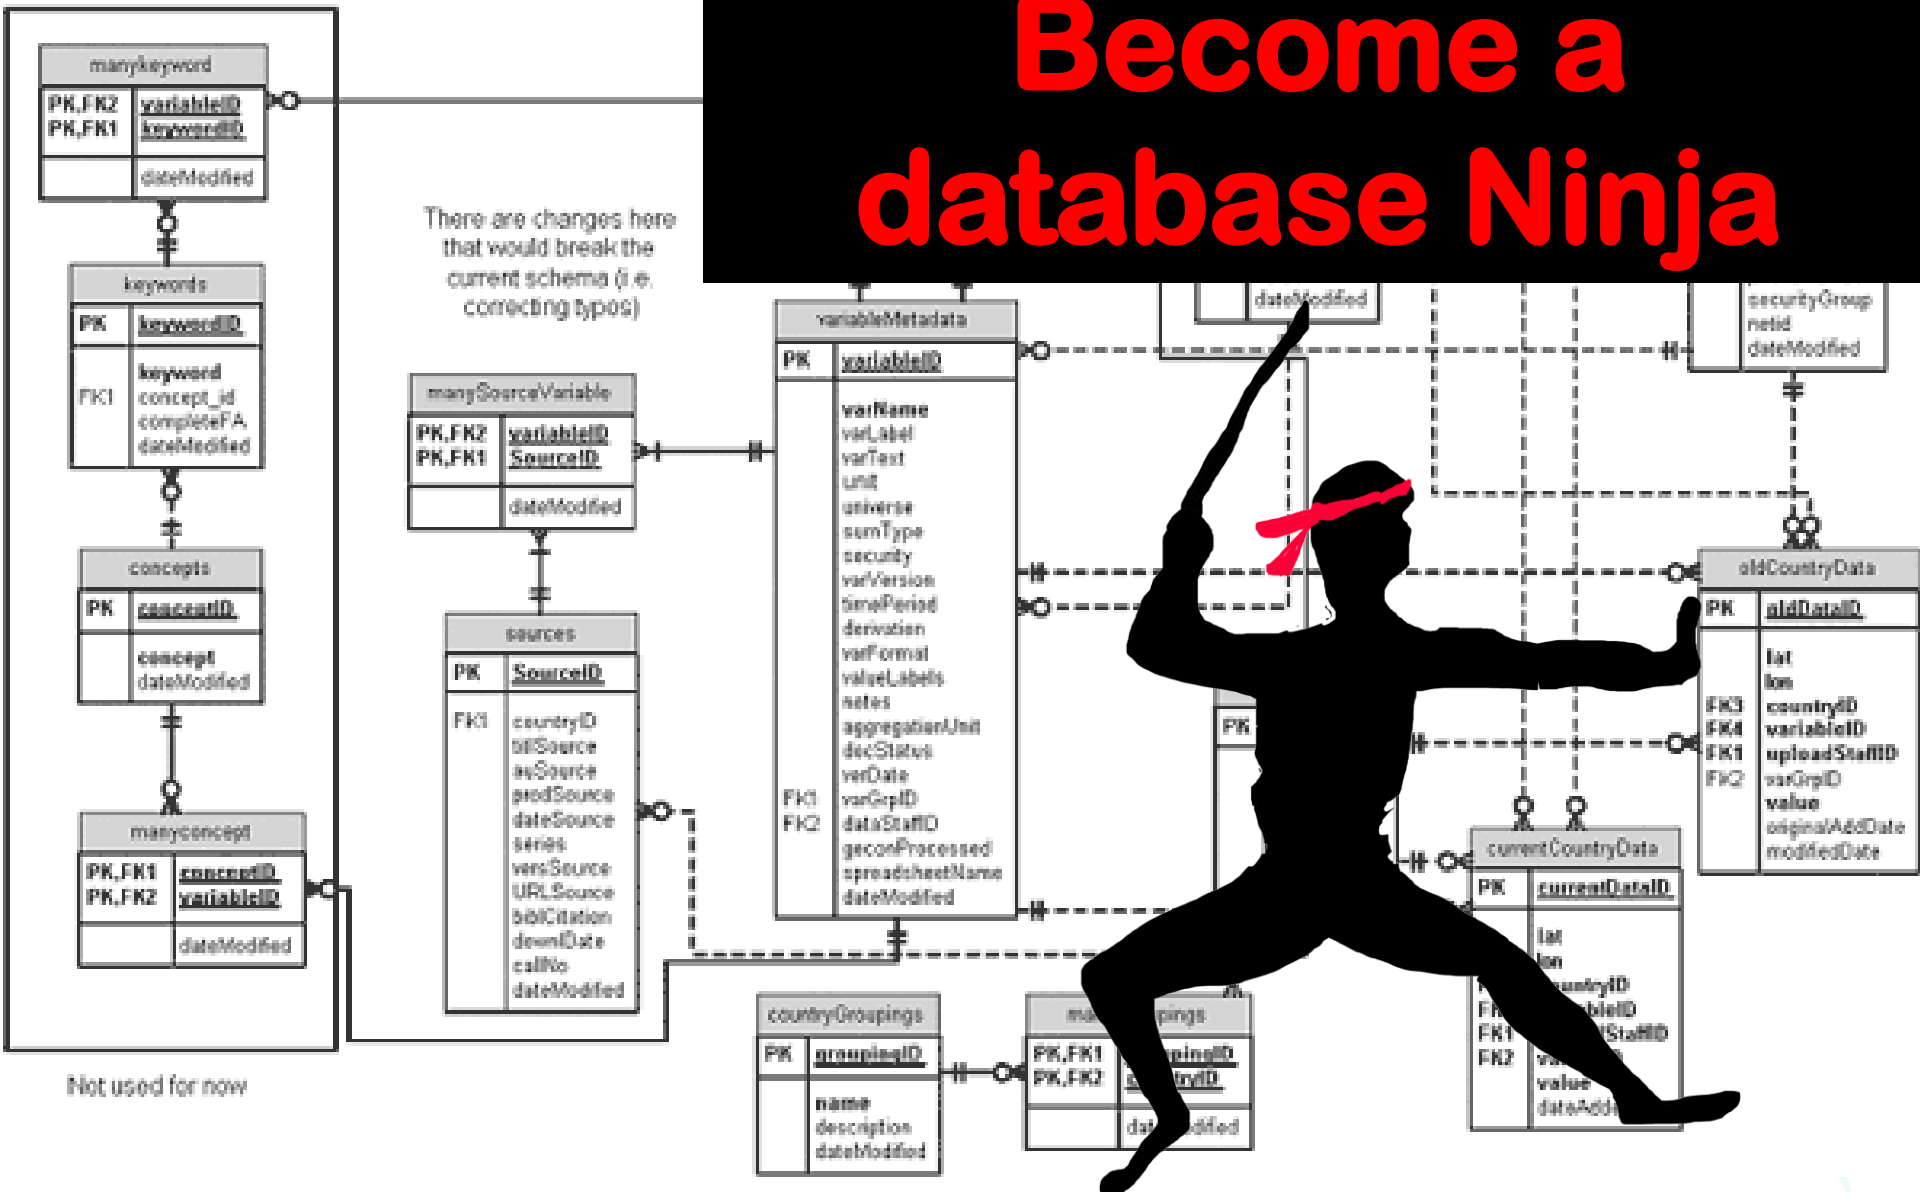 Become a
database Ninja
manykeyword
PK,FK2 variableID
PK,FK1 keywordID
dateModified
keywords
PK keywordID
keyword
FK1 concept_id
completeFA
dateModified
concepts
PK conceptID
concept
dateModified
manyconcept
PK,FK1 conceptID
PK,FK2 variableID
dateModified
Not used for now
There are changes here
that would break the
current schema (i.e.
correcting typos)
manySourceVariable
PK,FK2 variableID
PK,FK1 SourceID
dateModified
sources
PK SourceID
FK1 countryID
titlSource
auSource
prodSource
dateSource
series
versSource
URLSource
biblCitation
downlDate
callNo
dateModified
variableMetadata
PK variableID
varName
varLabel
varText
unit
universe
sumType
security
varVersion
timePeriod
derivation
varFormat
valueLabels
notes
aggregationUnit
docStatus
verDate
FK1 varGrpID
FK2 dataStaffID
geconProcessed
spreadsheetName
dateModified
countryGroupings
PK groupingID
name
description
dateModified
PK,FK1
PK,FK2
dateModified
securityGroup
netid
dateModified
PK
oldCountryData
PK oldDataID
lat
lon
FK3 countryID
FK4 variableID
FK1 uploadStaffID
FK2 varGrpID
value
originalAddDate
modifiedDate
currentCountryData
PK currentDataID
lat
lon
FK1
FK2
value